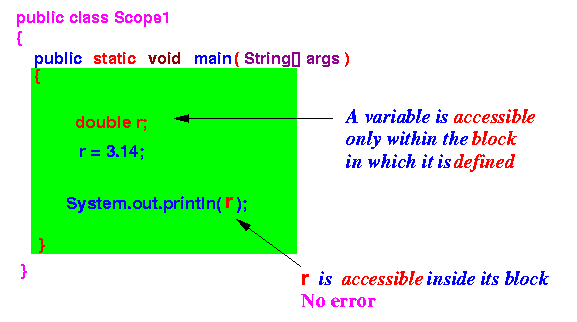 public class Scope1
{
public static void main ( String[] args )
{
double r;
r = 3.14;
System.out.println( r );
}
}
A variable is accessible
only within the block
in which it is defined
r is accessible inside its block
No error